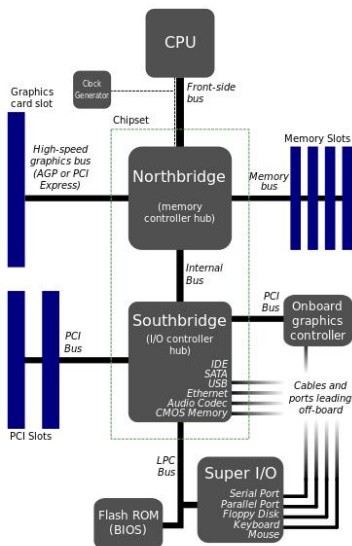 CPU
Clock
Generator
Front-side
bus
Graphics
card slot
Chipset
High-speed
graphics bus
(AGP or PCI
Express)
Northbridge
(memory
controller hub)
Memory
bus
Memory Slots
Internal
Bus
PCI
Bus
Southbridge
(I/O controller
hub)
PCI
Bus
Onboard
graphics
controller
IDE
SATA
USB
Ethernet
Audio Codec
CMOS Memory
Cables and
ports leading
off-board
PCI Slots
LPC
Bus
Super I/O
Serial Port
Parallel Port
Floppy Disk
Keyboard
Mouse
Flash ROM
(BIOS)